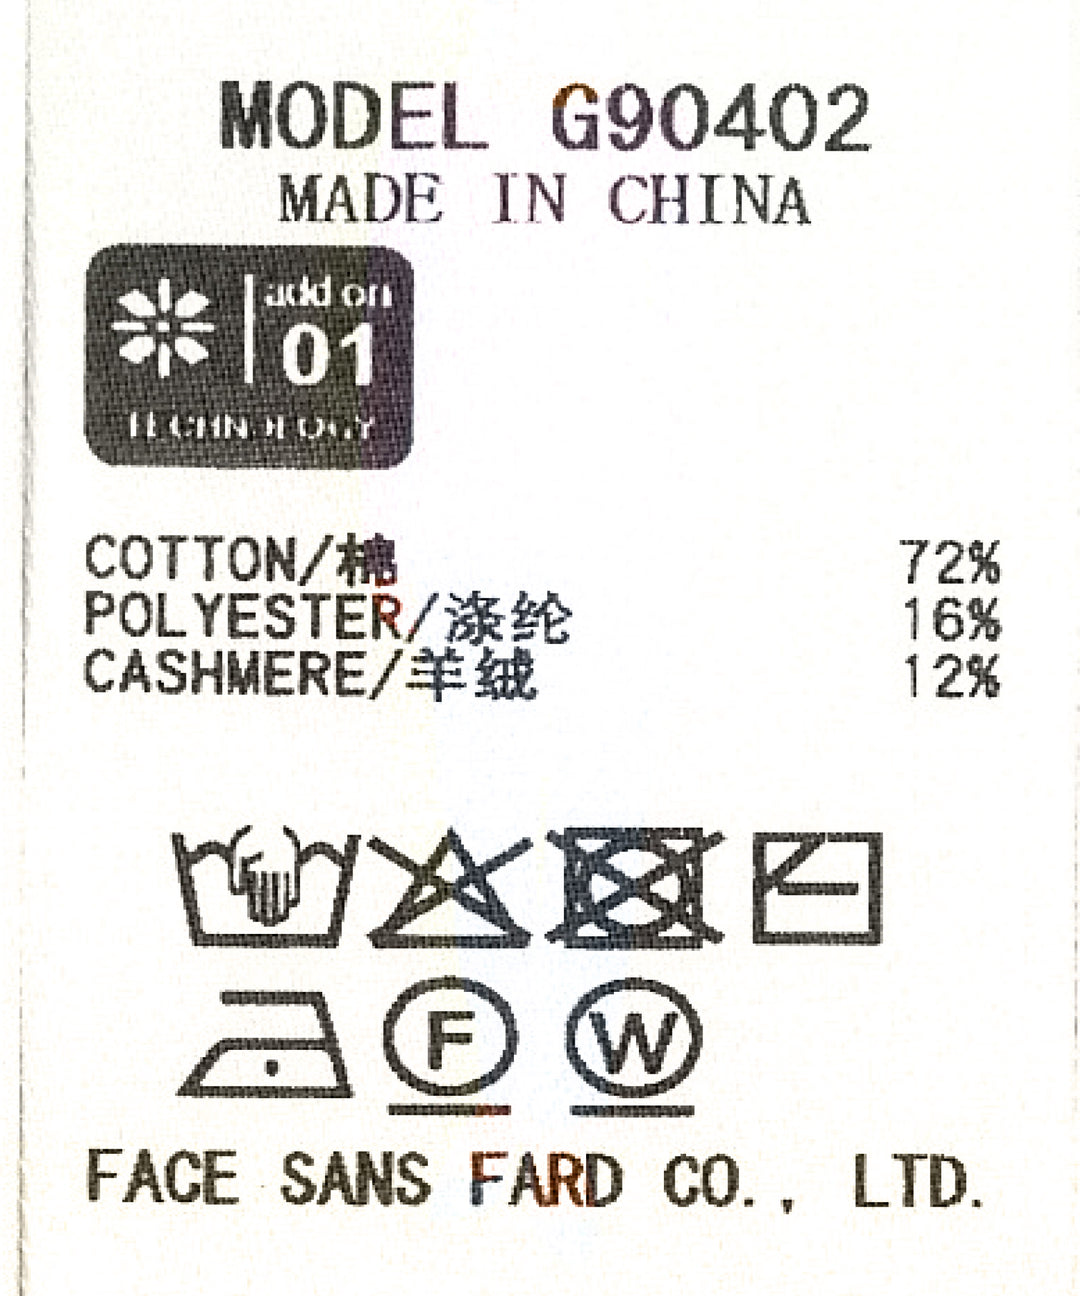 MODEL G90402
MADE IN CHINA
add on
01
TECHNOLOGY
COTTON/棉 72%
POLYESTER/涤纶 16%
CASHMERE/羊绒 12%
F W
FACE SANS FARD CO., LTD.